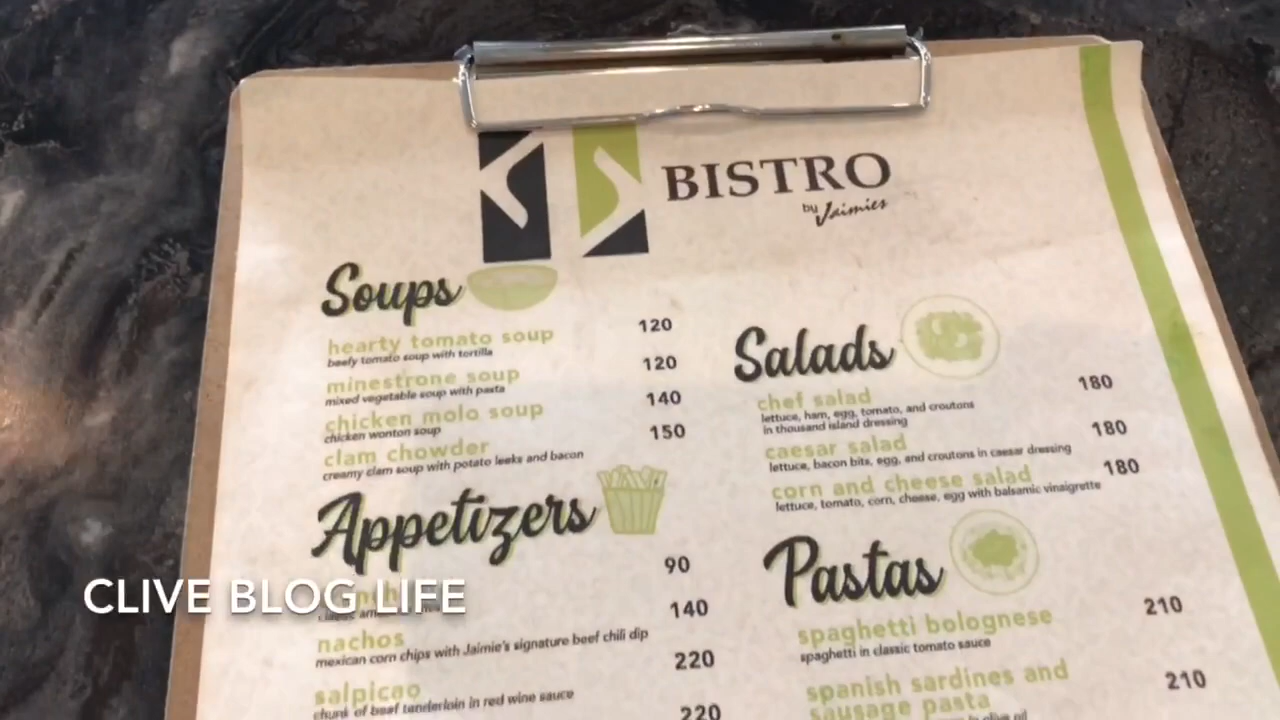 BISTRO
by Jaimies
Soups
hearty tomato soup 120
beefy tomato soup with tortilla
minestrone soup 120
mixed vegetable soup with pasta
chicken molo soup 140
chicken wonton soup
clam chowder 150
creamy clam soup with potato leeks and bacon
Appetizers
90
nachos 140
mexican corn chips with Jaimie's signature beef chili dip
salpicao 220
chunk of beef tenderloin in red wine sauce
220
Salads
chef salad 180
lettuce, ham, egg, tomato, and croutons
in thousand island dressing
caesar salad 180
lettuce, bacon bits, egg, and croutons in caesar dressing
corn and cheese salad 180
lettuce, tomato, corn, cheese, egg with balsamic vinaigrette
Pastas
spaghetti bolognese 210
spaghetti in classic tomato sauce
spanish sardines and
sausage pasta 210
in olive oil
CLIVE BLOG LIFE